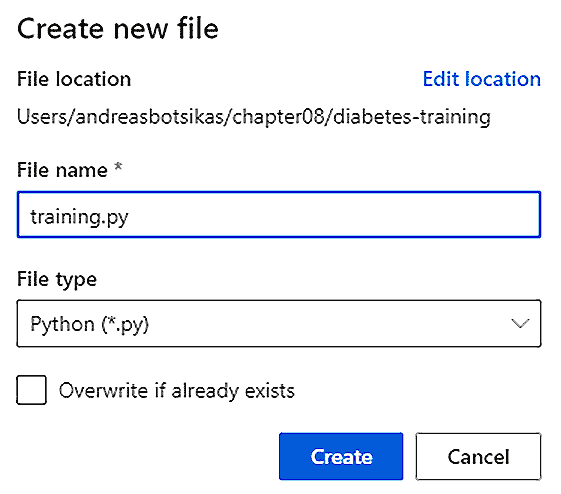 Create new file
File location Edit location
Users/andreasbotsikas/chapter08/diabetes-training
File name *
training.py
File type
Python (*.py)
Overwrite if already exists
Create Cancel